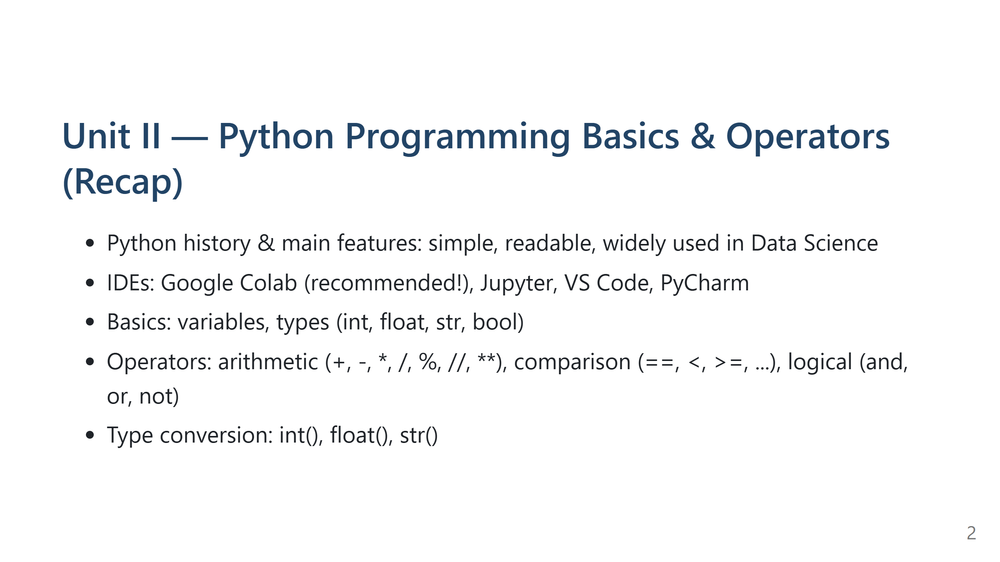 Unit II — Python Programming Basics & Operators
(Recap)
• Python history & main features: simple, readable, widely used in Data Science
• IDEs: Google Colab (recommended!), Jupyter, VS Code, PyCharm
• Basics: variables, types (int, float, str, bool)
• Operators: arithmetic (+, -, *, /, %, //, **), comparison (==, <, >=, ...), logical (and,
or, not)
• Type conversion: int(), float(), str()
2